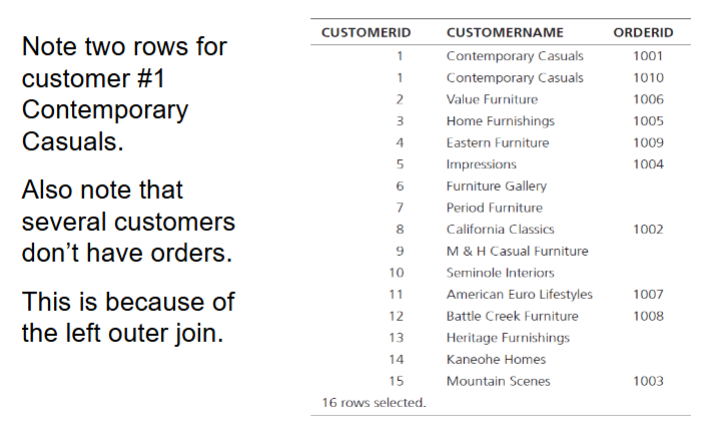 Note two rows for
customer #1
Contemporary
Casuals.
Also note that
several customers
don't have orders.
This is because of
the left outer join.
CUSTOMERID CUSTOMERNAME ORDERID
1 Contemporary Casuals 1001
1 Contemporary Casuals 1010
2 Value Furniture 1006
3 Home Furnishings 1005
4 Eastern Furniture 1009
5 Impressions 1004
6 Furniture Gallery
7 Period Furniture
8 California Classics 1002
9 M & H Casual Furniture
10 Seminole Interiors
11 American Euro Lifestyles 1007
12 Battle Creek Furniture 1008
13 Heritage Furnishings
14 Kaneohe Homes
15 Mountain Scenes 1003
16 rows selected.